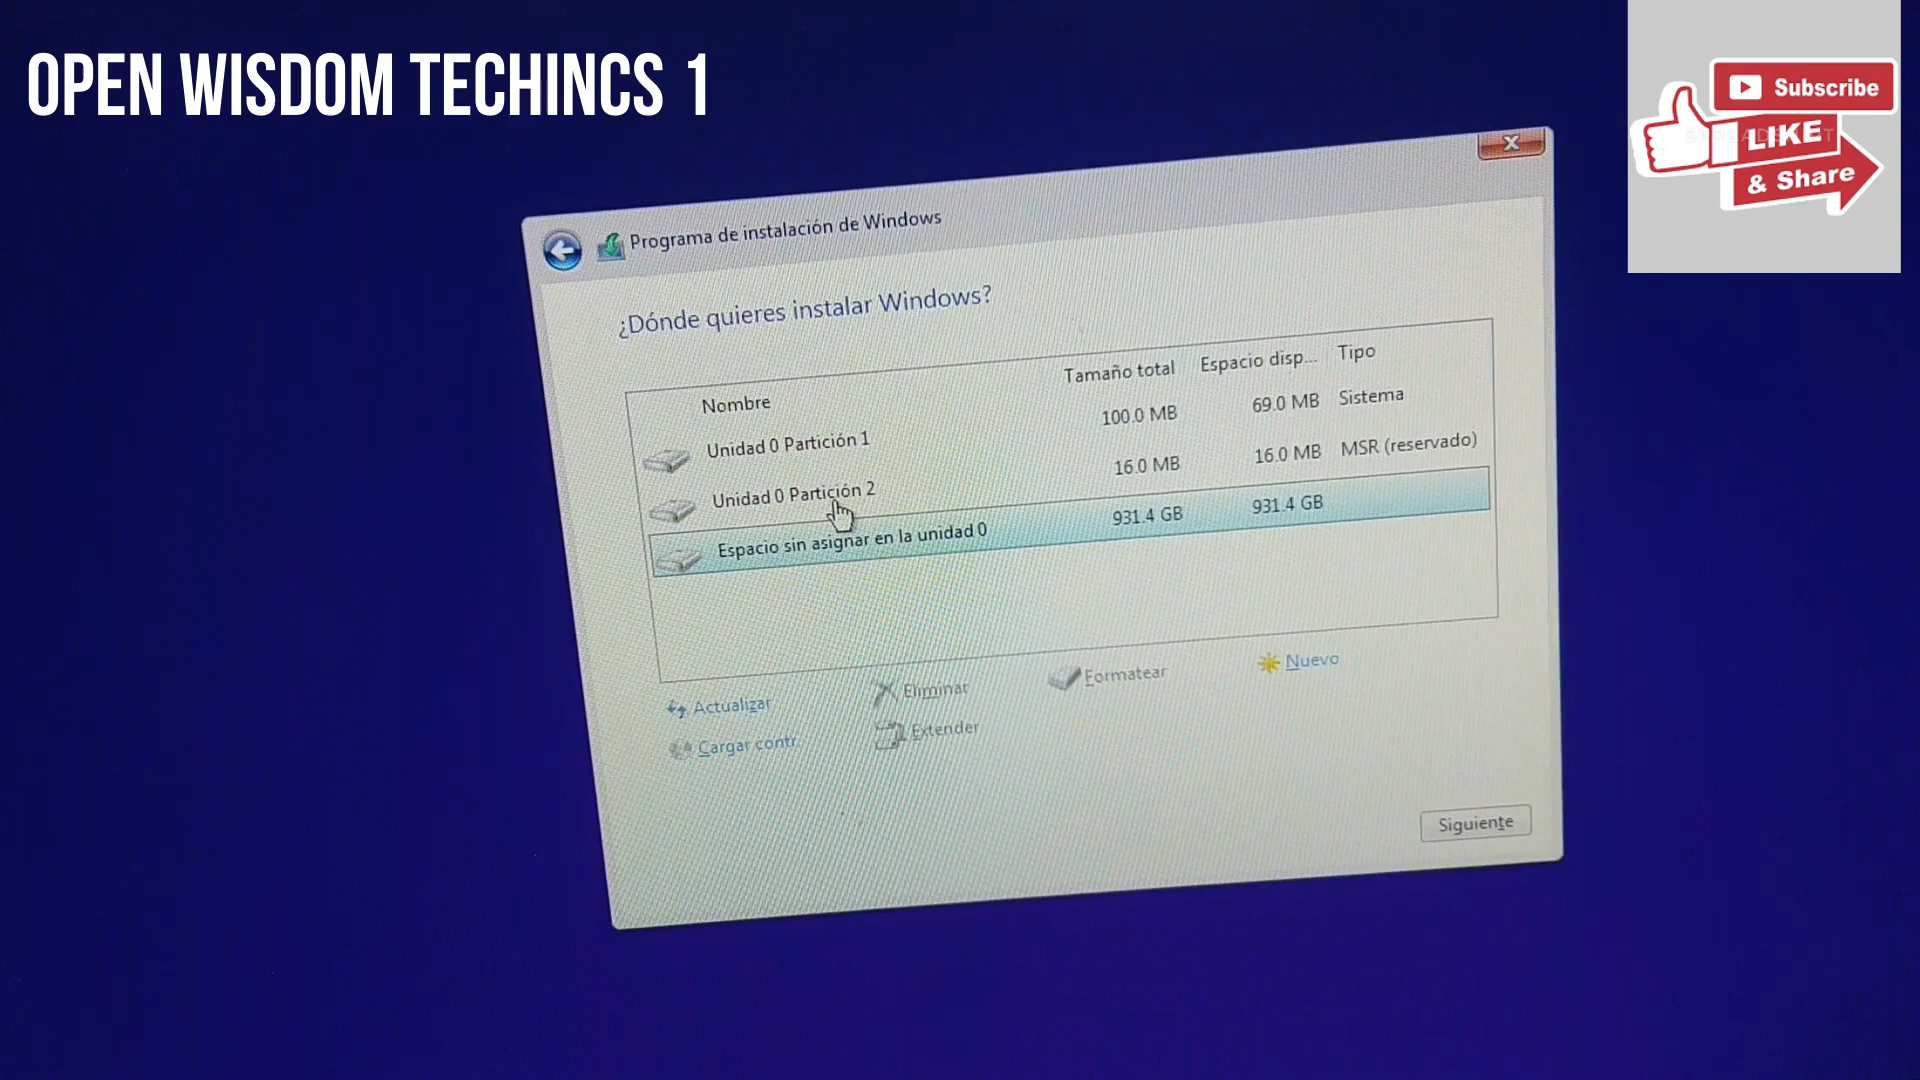 OPEN WISDOM TECHINCS 1
Subscribe
LIKE
& Share
Programa de instalación de Windows
¿Dónde quieres instalar Windows?
Nombre Tamaño total Espacio disp... Tipo
Unidad 0 Partición 1 100.0 MB 69.0 MB Sistema
Unidad 0 Partición 2 16.0 MB 16.0 MB MSR (reservado)
Espacio sin asignar en la unidad 0 931.4 GB 931.4 GB
Actualizar Eliminar Formatear Nuevo
Cargar contr. Extender
Siguiente